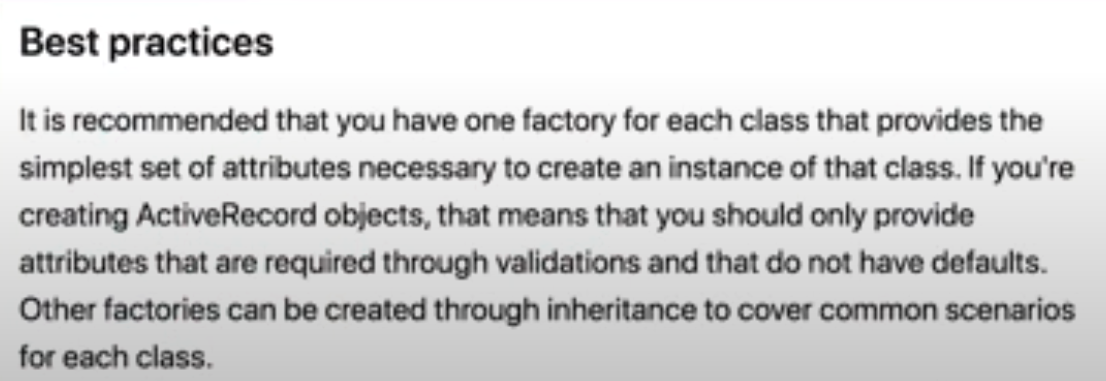 Best practices
It is recommended that you have one factory for each class that provides the
simplest set of attributes necessary to create an instance of that class. If you're
creating ActiveRecord objects, that means that you should only provide
attributes that are required through validations and that do not have defaults.
Other factories can be created through inheritance to cover common scenarios
for each class.